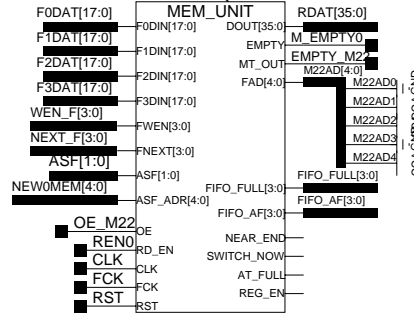 MEM_UNIT
F0DAT[17:0]
F0DIN[17:0]
F1DAT[17:0]
F1DIN[17:0]
F2DAT[17:0]
F2DIN[17:0]
F3DAT[17:0]
F3DIN[17:0]
WEN_F[3:0]
FWEN[3:0]
NEXT_F[3:0]
FNEXT[3:0]
ASF[1:0]
ASF[1:0]
NEW0MEM[4:0]
ASF_ADR[4:0]
OE_M22
OE
REN0
RD_EN
CLK
CLK
FCK
FCK
RST
RST
RDAT[35:0]
DOUT[35:0]
M_EMPTY0
EMPTY
EMPTY_M22
MT_OUT
M22AD[4:0]
FAD[4:0]
M22AD0
M22AD1
M22AD2
M22AD3
M22AD4
FIFO_FULL[3:0]
FIFO_FULL[3:0]
FIFO_AF[3:0]
FIFO_AF[3:0]
NEAR_END
SWITCH_NOW
AT_FULL
REG_EN